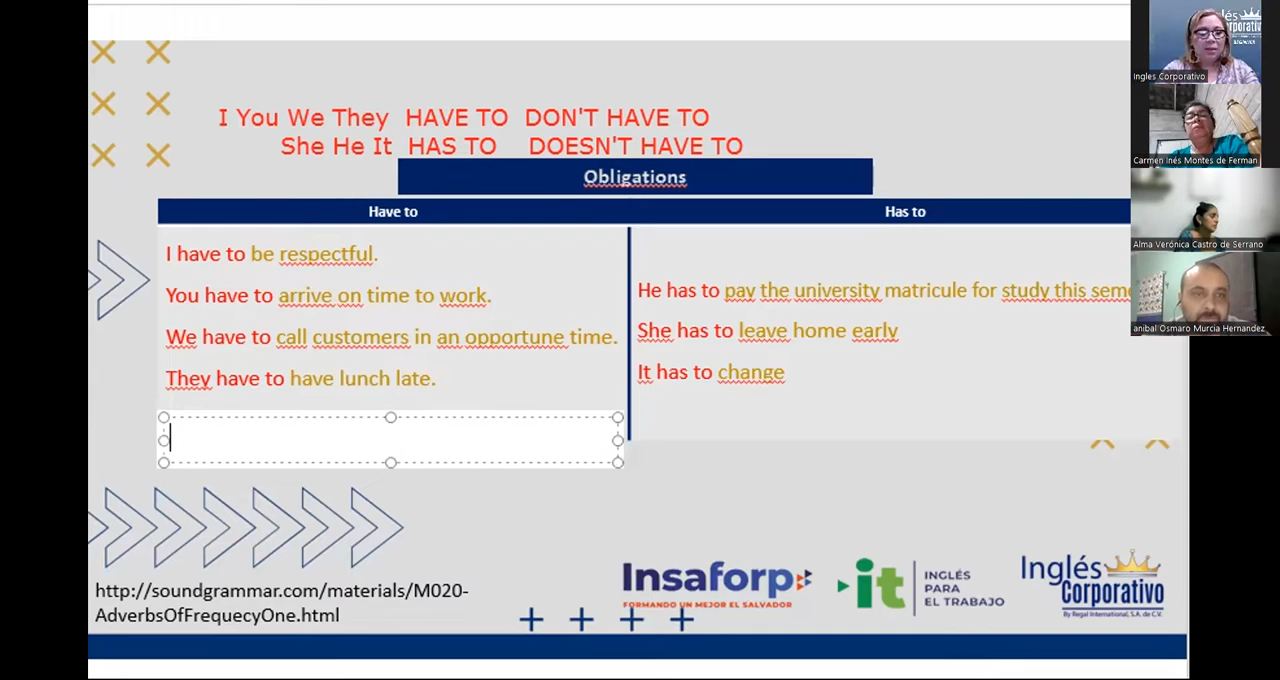 I You We They HAVE TO DON'T HAVE TO
She He It HAS TO DOESN'T HAVE TO
Obligations
Have to
Has to
I have to be respectful.
You have to arrive on time to work.
We have to call customers in an opportune time.
They have to have lunch late.
He has to pay the university matricule for study this
She has to leave home early
It has to change
http://soundgrammar.com/materials/M020-
AdverbsOfFrequecyOne.html
Insaforp
FORMANDO UN MEJOR EL SALVADOR
it
INGLÉS
PARA
EL TRABAJO
Inglés
Corporativo
By Regal International, S.A. de C.V.
Ingles Corporativo
Carmen Inés Montes de Ferman
Alma Verónica Castro de Serrano
anibal Osmaro Murcia Hernandez